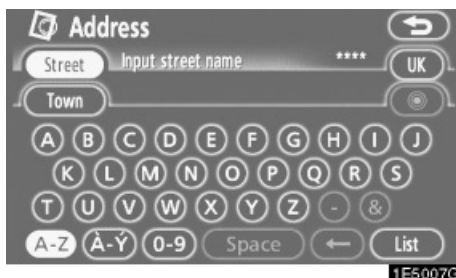 Address
Street Input street name **** UK
Town
A B C D E F G H I J
K L M N O P Q R S
T U V W X Y Z - &
A-Z À-Ý 0-9 Space ← List
1E5007G